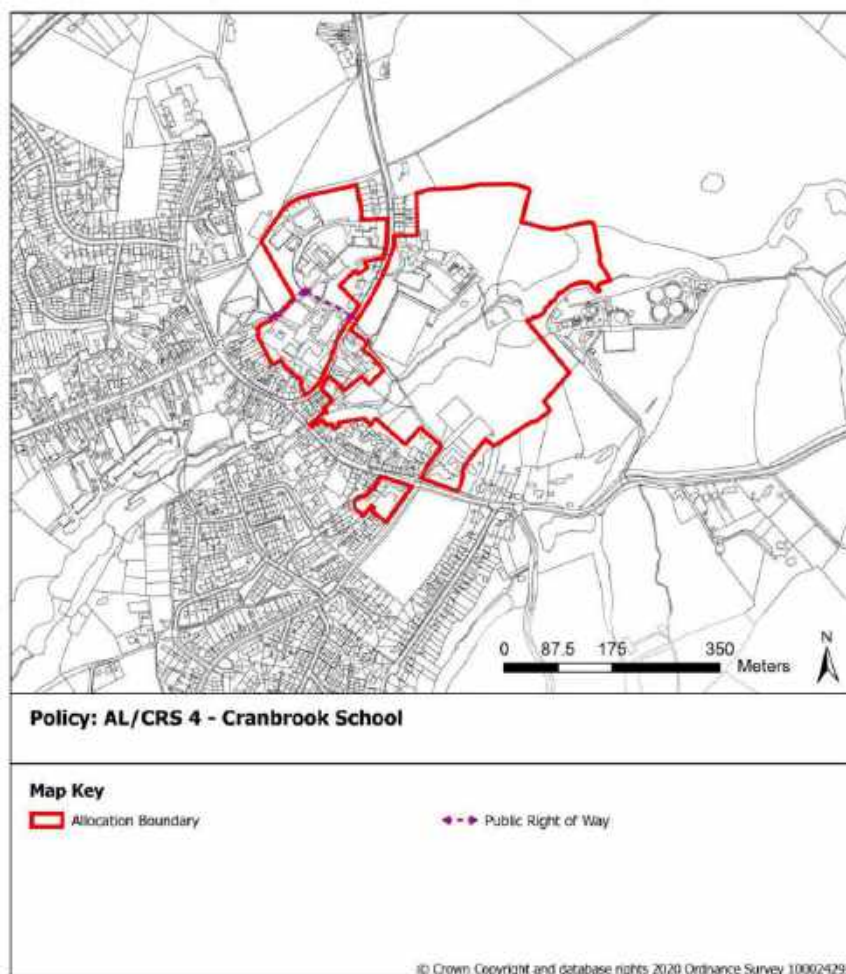 N
0 87.5 175 350
Meters
Policy: AL/CRS 4 - Cranbrook School
Map Key
Allocation Boundary
Public Right of Way
© Crown Copyright and database rights 2020 Ordnance Survey 10002429